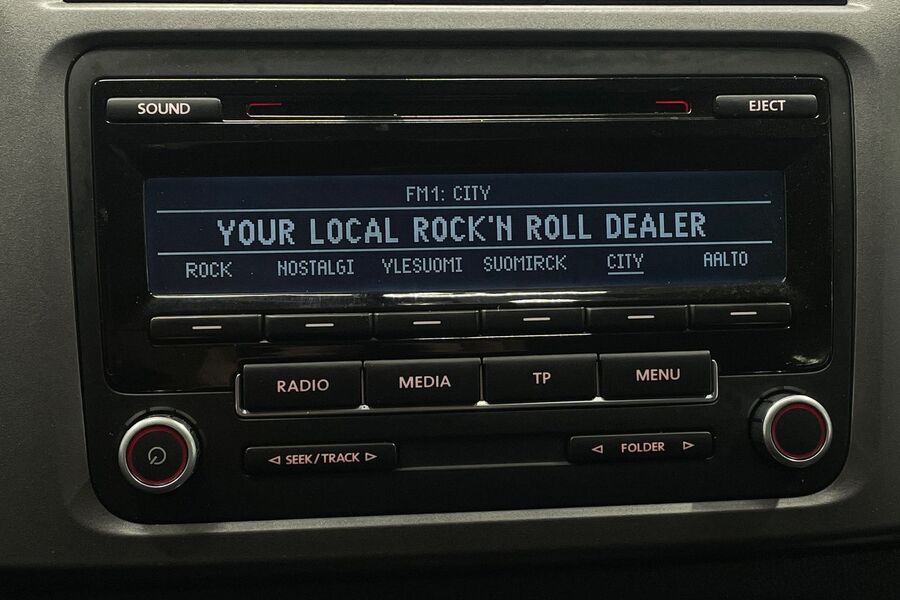 SOUND EJECT
FM1: CITY
YOUR LOCAL ROCK'N ROLL DEALER
ROCK NOSTALGI YLESUOMI SUOMIRCK CITY AALTO
RADIO MEDIA TP MENU
◁ SEEK/TRACK ▷ ◁ FOLDER ▷